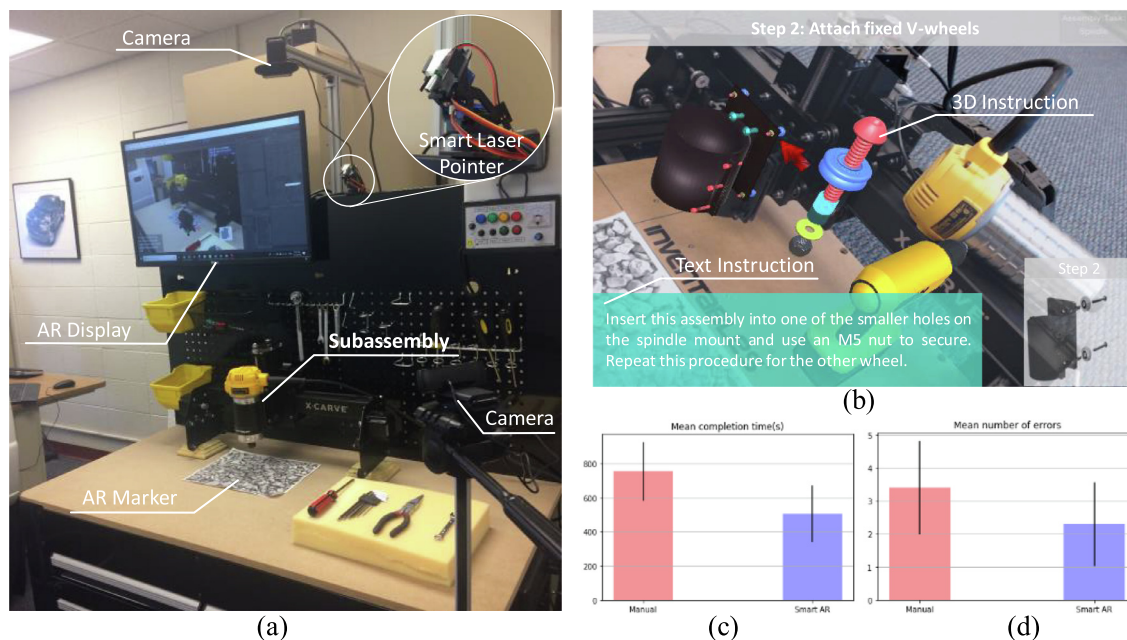 Camera
Smart Laser
Pointer
AR Display
Subassembly
X-CARVE
Camera
AR Marker
(a)
Assembly Task
Step 2: Attach fixed V-wheels
3D Instruction
Text Instruction
Step 2
Insert this assembly into one of the smaller holes on
the spindle mount and use an M5 nut to secure.
Repeat this procedure for the other wheel.
(b)
Mean completion time(s)
800
600
400
200
0
Manual
Smart AR
(c)
Mean number of errors
5
4
3
2
1
0
Manual
Smart AR
(d)